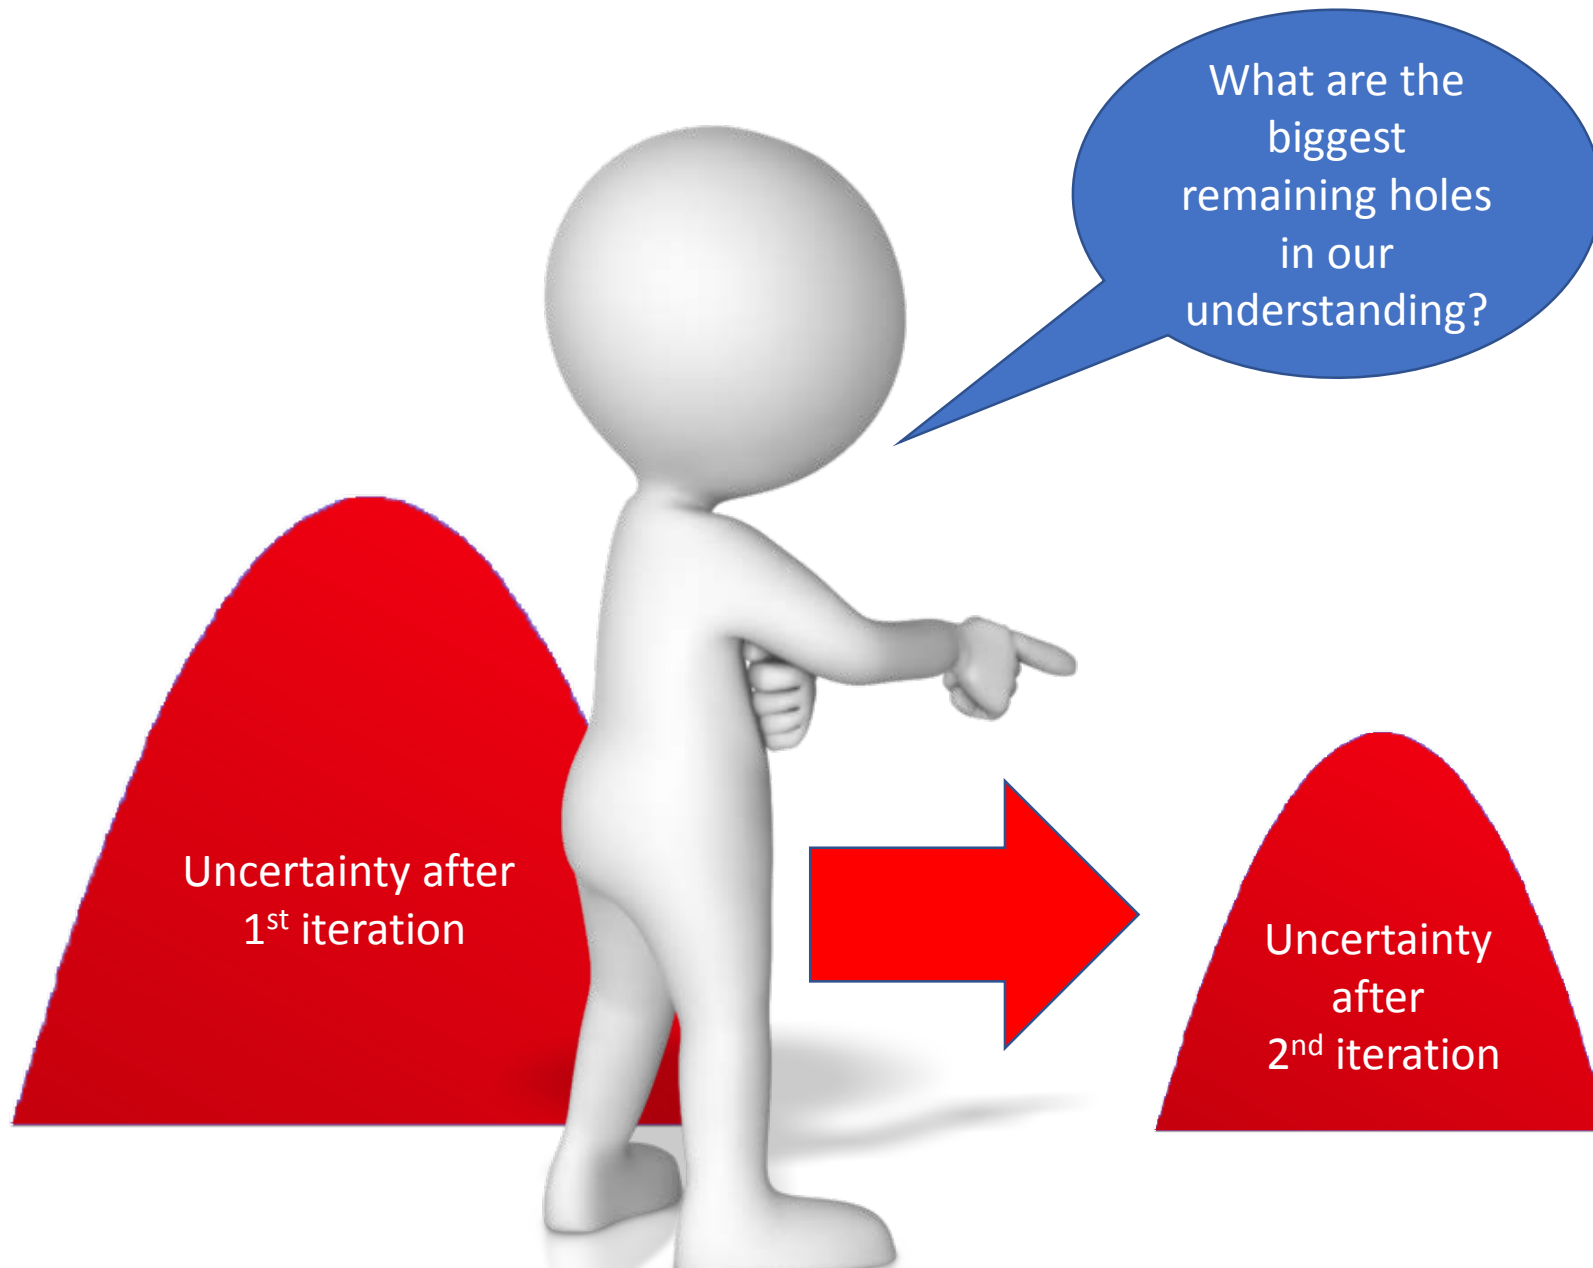 What are the
biggest
remaining holes
in our
understanding?
Uncertainty after
1st iteration
Uncertainty
after
2nd iteration